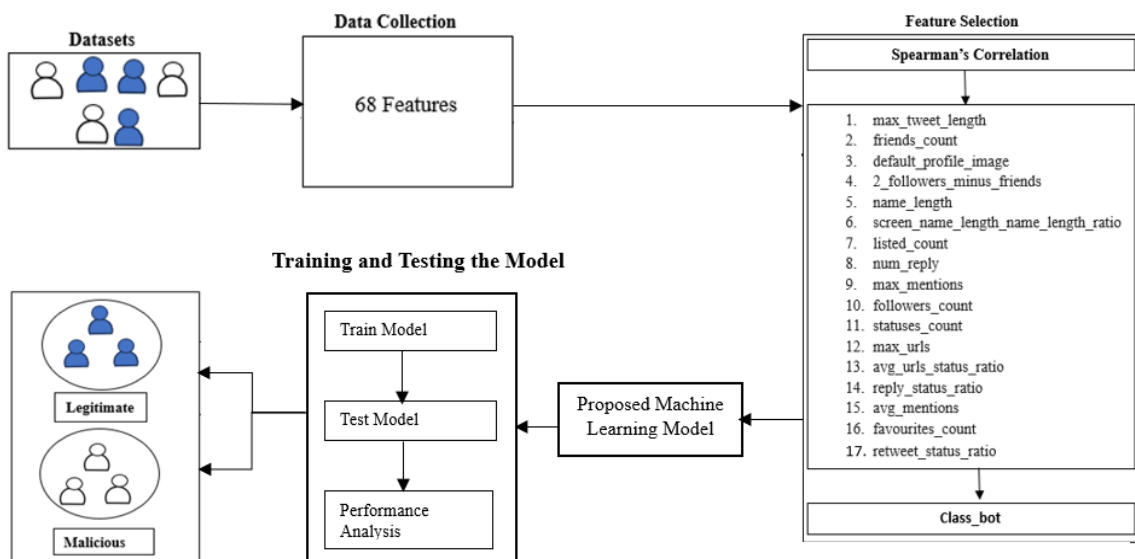 Datasets
Data Collection
68 Features
Feature Selection
Spearman's Correlation
1. max_tweet_length
2. friends_count
3. default_profile_image
4. 2_followers_minus_friends
5. name_length
6. screen_name_length_name_length_ratio
7. listed_count
8. num_reply
9. max_mentions
10. followers_count
11. statuses_count
12. max_urls
13. avg_urls_status_ratio
14. reply_status_ratio
15. avg_mentions
16. favourites_count
17. retweet_status_ratio
Class_bot
Proposed Machine
Learning Model
Training and Testing the Model
Train Model
Test Model
Performance
Analysis
Legitimate
Malicious